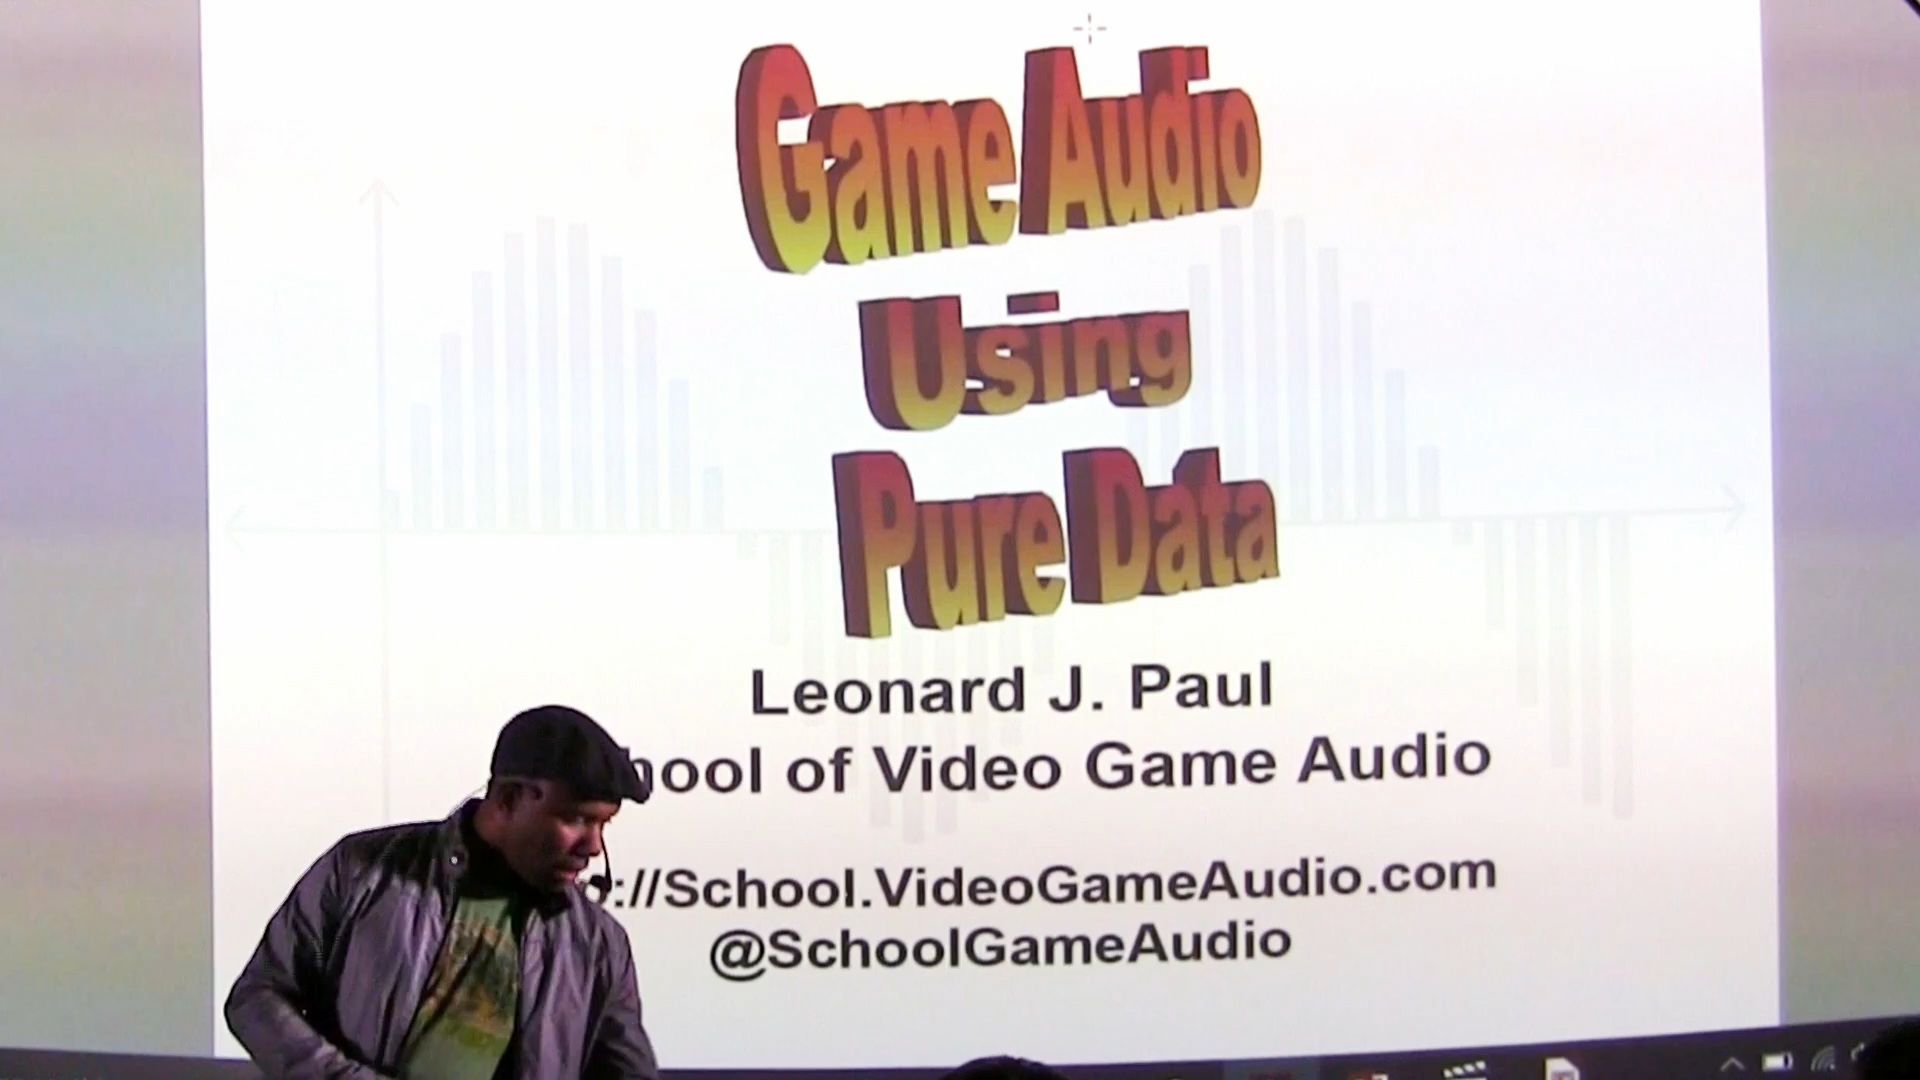 Game Audio
Using
Pure Data
Leonard J. Paul
hool of Video Game Audio
://School.VideoGameAudio.com
@SchoolGameAudio